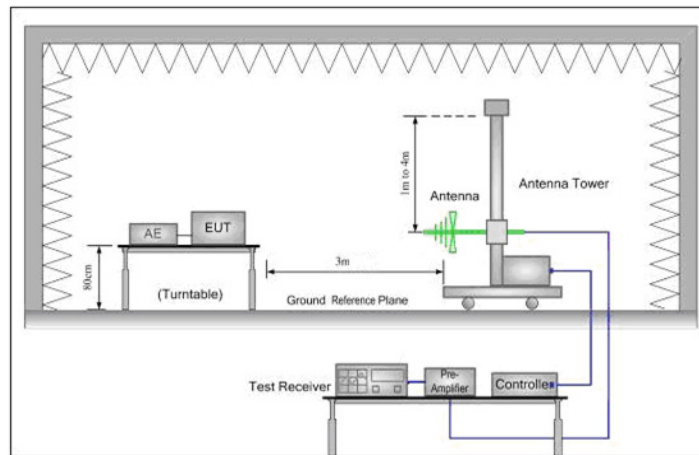 1m to 4m
Antenna
Antenna Tower
AE
EUT
80cm
(Turntable)
3m
Ground Reference Plane
Test Receiver
Pre-
Amplifier
Controlle